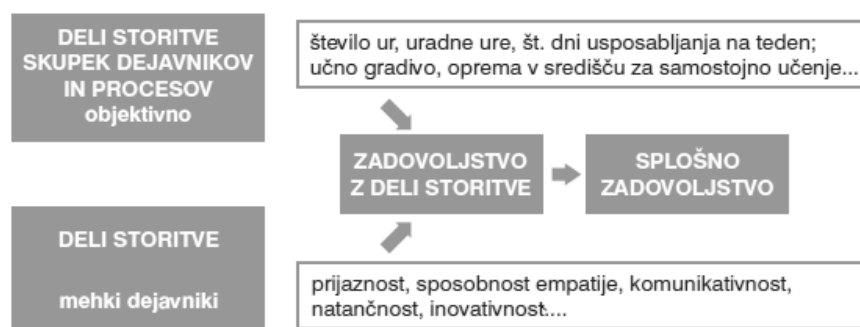 DELI STORITVE
SKUPEK DEJAVNIKOV
IN PROCESOV
objektivno
število ur, uradne ure, št. dni usposabljanja na teden;
učno gradivo, oprema v središču za samostojno učenje...
ZADOVOLJSTVO
Z DELI STORITVE
SPLOŠNO
ZADOVOLJSTVO
DELI STORITVE
mehki dejavniki
prijaznost, sposobnost empatije, komunikativnost,
natančnost, inovativnost....